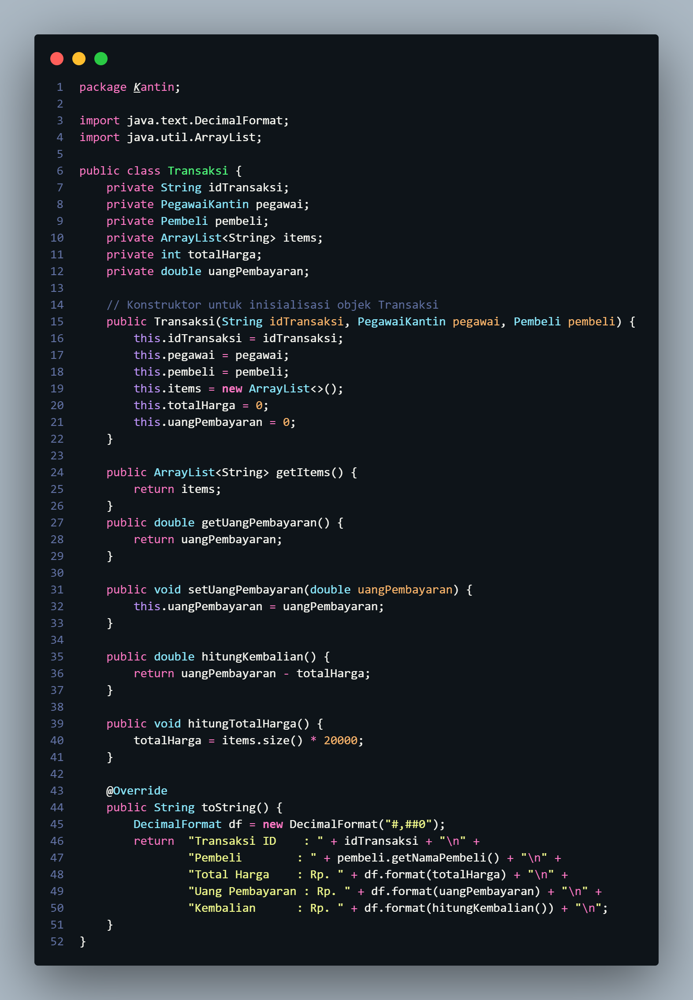 1 package Kantin;
2
3 import java.text.DecimalFormat;
4 import java.util.ArrayList;
5
6 public class Transaksi {
7     private String idTransaksi;
8     private PegawaiKantin pegawai;
9     private Pembeli pembeli;
10     private ArrayList<String> items;
11     private int totalHarga;
12     private double uangPembayaran;
13
14     // Konstruktor untuk inisialisasi objek Transaksi
15     public Transaksi(String idTransaksi, PegawaiKantin pegawai, Pembeli pembeli) {
16         this.idTransaksi = idTransaksi;
17         this.pegawai = pegawai;
18         this.pembeli = pembeli;
19         this.items = new ArrayList<>();
20         this.totalHarga = 0;
21         this.uangPembayaran = 0;
22     }
23
24     public ArrayList<String> getItems() {
25         return items;
26     }
27     public double getUangPembayaran() {
28         return uangPembayaran;
29     }
30
31     public void setUangPembayaran(double uangPembayaran) {
32         this.uangPembayaran = uangPembayaran;
33     }
34
35     public double hitungKembalian() {
36         return uangPembayaran - totalHarga;
37     }
38
39     public void hitungTotalHarga() {
40         totalHarga = items.size() * 20000;
41     }
42
43     @Override
44     public String toString() {
45         DecimalFormat df = new DecimalFormat("#,##0");
46         return  "Transaksi ID    : " + idTransaksi + "\n" +
47                 "Pembeli        : " + pembeli.getNamaPembeli() + "\n" +
48                 "Total Harga    : Rp. " + df.format(totalHarga) + "\n" +
49                 "Uang Pembayaran : Rp. " + df.format(uangPembayaran) + "\n" +
50                 "Kembalian      : Rp. " + df.format(hitungKembalian()) + "\n";
51     }
52 }